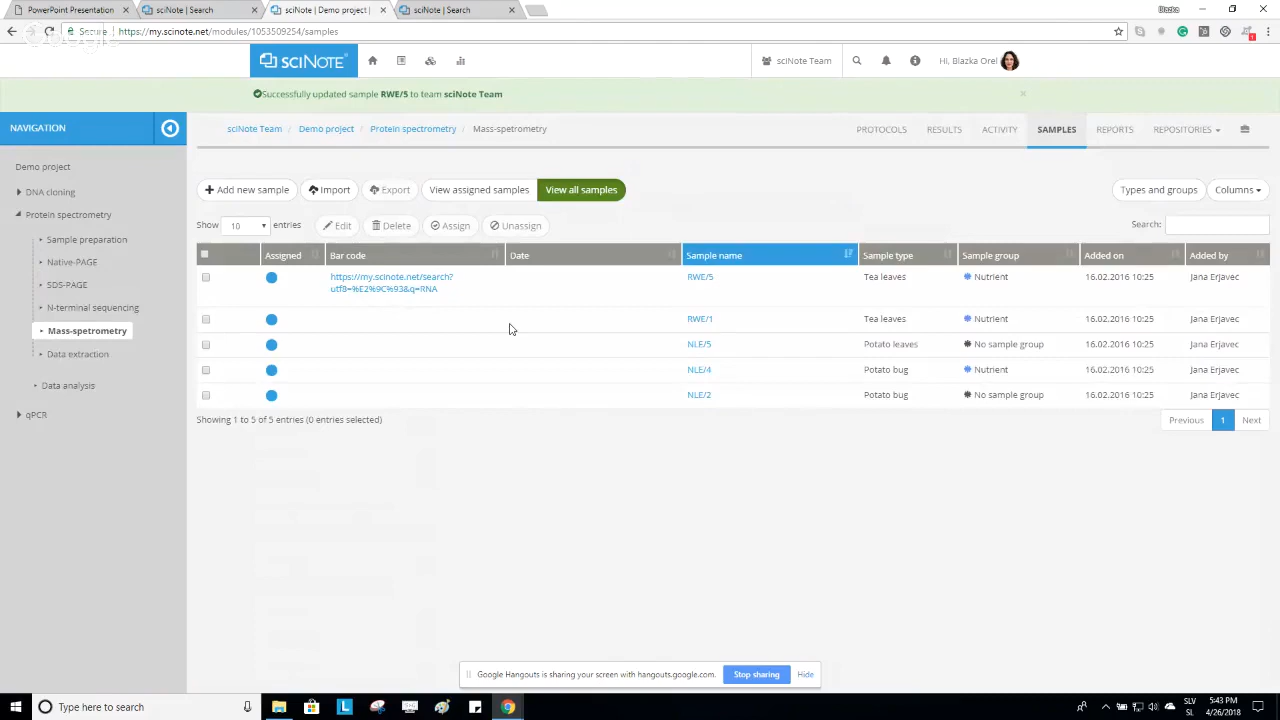 PowerPoint Presentation
sciNote | Search
sciNote | Demo project |
sciNote | Search
Blazka
Secure
https://my.scinote.net/modules/1053509254/samples
SCINOTE
sciNote Team
Hi, Blazka Orel
Successfully updated sample RWE/5 to team sciNote Team
NAVIGATION
sciNote Team / Demo project / Protein spectrometry / Mass-spetrometry
PROTOCOLS RESULTS ACTIVITY SAMPLES REPORTS REPOSITORIES
Demo project
DNA cloning
Protein spectrometry
Sample preparation
Native-PAGE
SDS-PAGE
N-terminal sequencing
Mass-spetrometry
Data extraction
Data analysis
qPCR
Add new sample Import Export View assigned samples View all samples
Types and groups Columns
Show 10 entries Edit Delete Assign Unassign
Search:
Assigned Bar code Date Sample name Sample type Sample group Added on Added by
https://my.scinote.net/search?
utf8=%E2%9C%93&q=RNA
RWE/5 Tea leaves Nutrient 16.02.2016 10:25 Jana Erjavec
RWE/1 Tea leaves Nutrient 16.02.2016 10:25 Jana Erjavec
NLE/5 Potato leaves No sample group 16.02.2016 10:25 Jana Erjavec
NLE/4 Potato bug Nutrient 16.02.2016 10:25 Jana Erjavec
NLE/2 Potato bug No sample group 16.02.2016 10:25 Jana Erjavec
Showing 1 to 5 of 5 entries (0 entries selected)
Previous 1 Next
Google Hangouts is sharing your screen with hangouts.google.com. Stop sharing Hide
Type here to search
SLV
SL
5:43 PM
4/26/2018